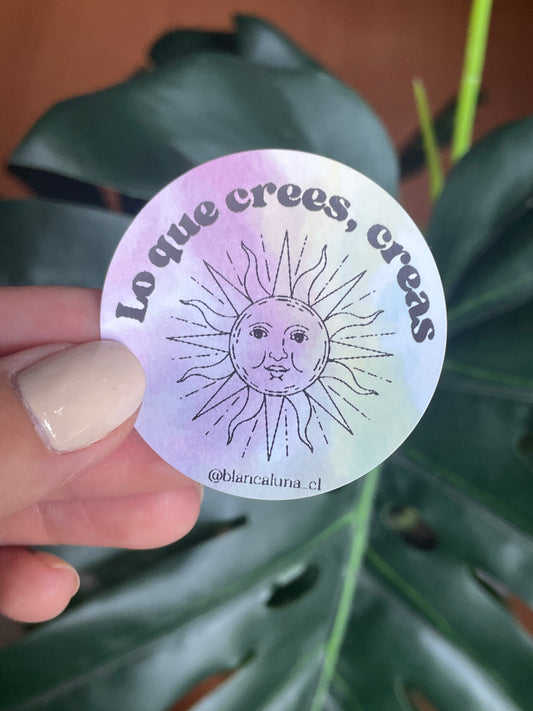 Lo que crees, creas
@blancaluna_cl